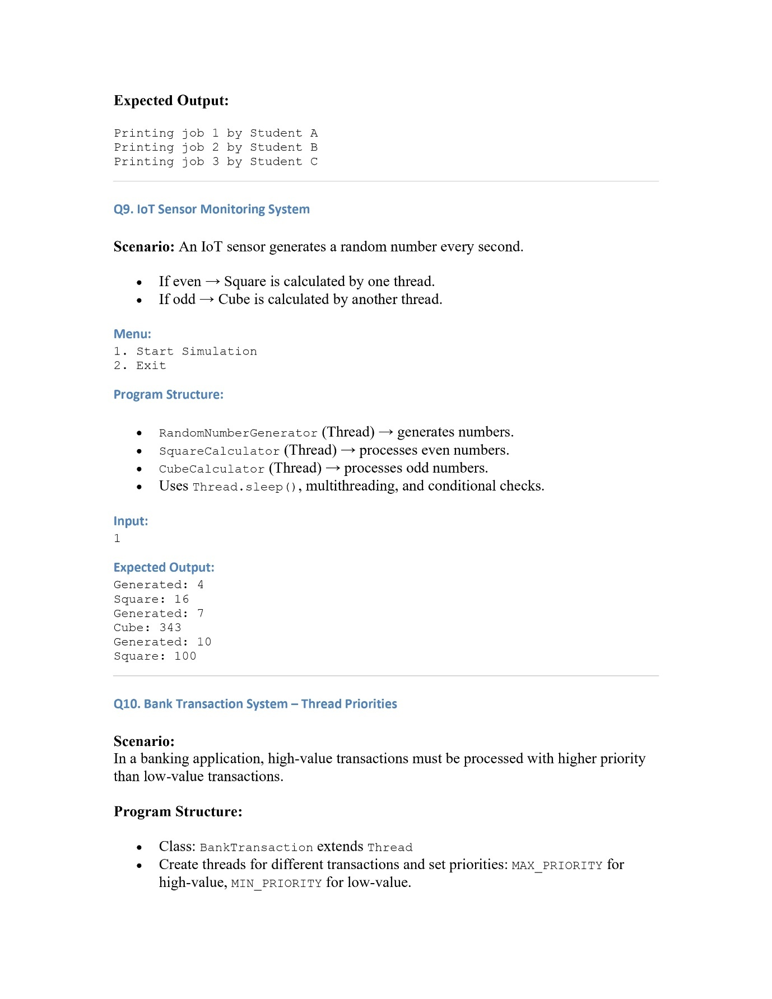 Expected Output:
Printing job 1 by Student A
Printing job 2 by Student B
Printing job 3 by Student C
Q9. IoT Sensor Monitoring System
Scenario: An IoT sensor generates a random number every second.
• If even → Square is calculated by one thread.
• If odd → Cube is calculated by another thread.
Menu:
1. Start Simulation
2. Exit
Program Structure:
• RandomNumberGenerator (Thread) → generates numbers.
• SquareCalculator (Thread) → processes even numbers.
• CubeCalculator (Thread) → processes odd numbers.
• Uses Thread.sleep(), multithreading, and conditional checks.
Input:
1
Expected Output:
Generated: 4
Square: 16
Generated: 7
Cube: 343
Generated: 10
Square: 100
Q10. Bank Transaction System – Thread Priorities
Scenario:
In a banking application, high-value transactions must be processed with higher priority
than low-value transactions.
Program Structure:
• Class: BankTransaction extends Thread
• Create threads for different transactions and set priorities: MAX_PRIORITY for
high-value, MIN_PRIORITY for low-value.